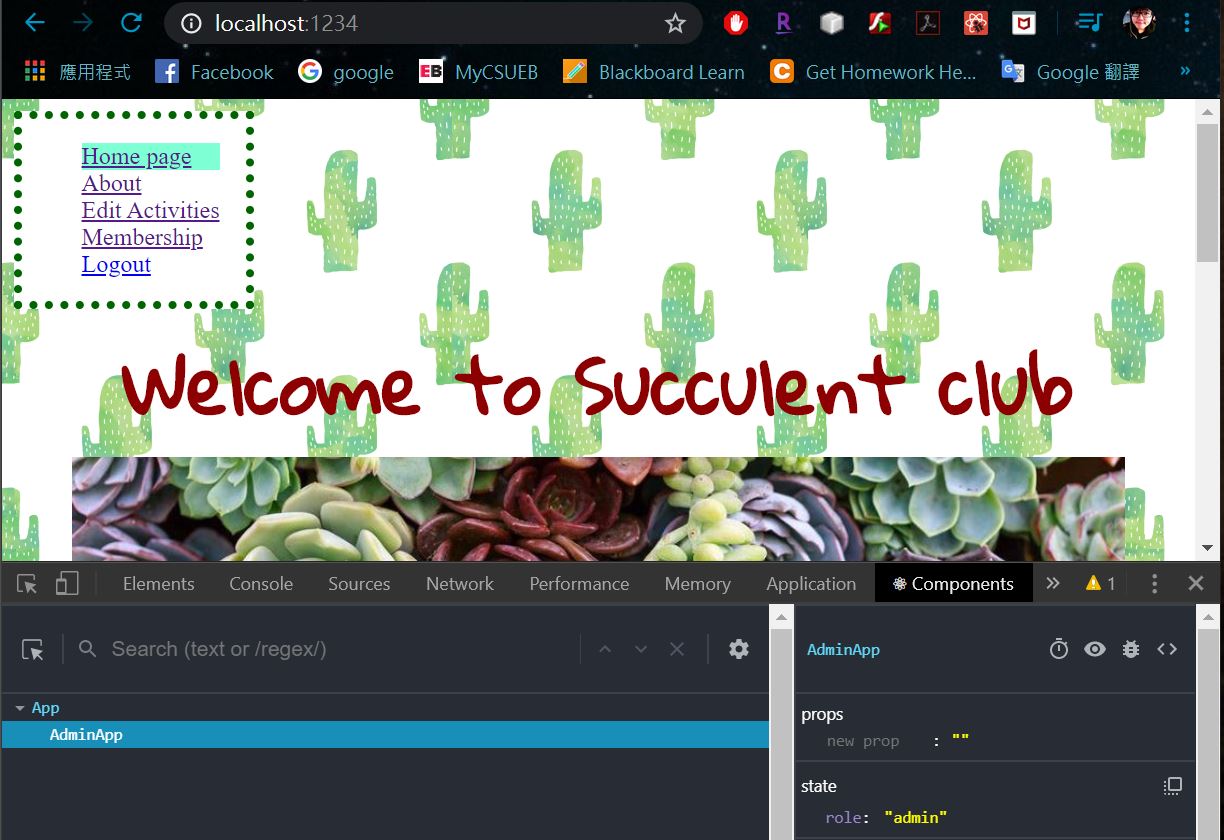 localhost:1234
應用程式 Facebook google EB MyCSUEB Blackboard Learn Get Homework He... Google 翻譯 »
Home page
About
Edit Activities
Membership
Logout
Welcome to Succulent club
Elements Console Sources Network Performance Memory Application Components » 1
Search (text or /regex/)
AdminApp
App
AdminApp
props
new prop : ""
state
role: "admin"